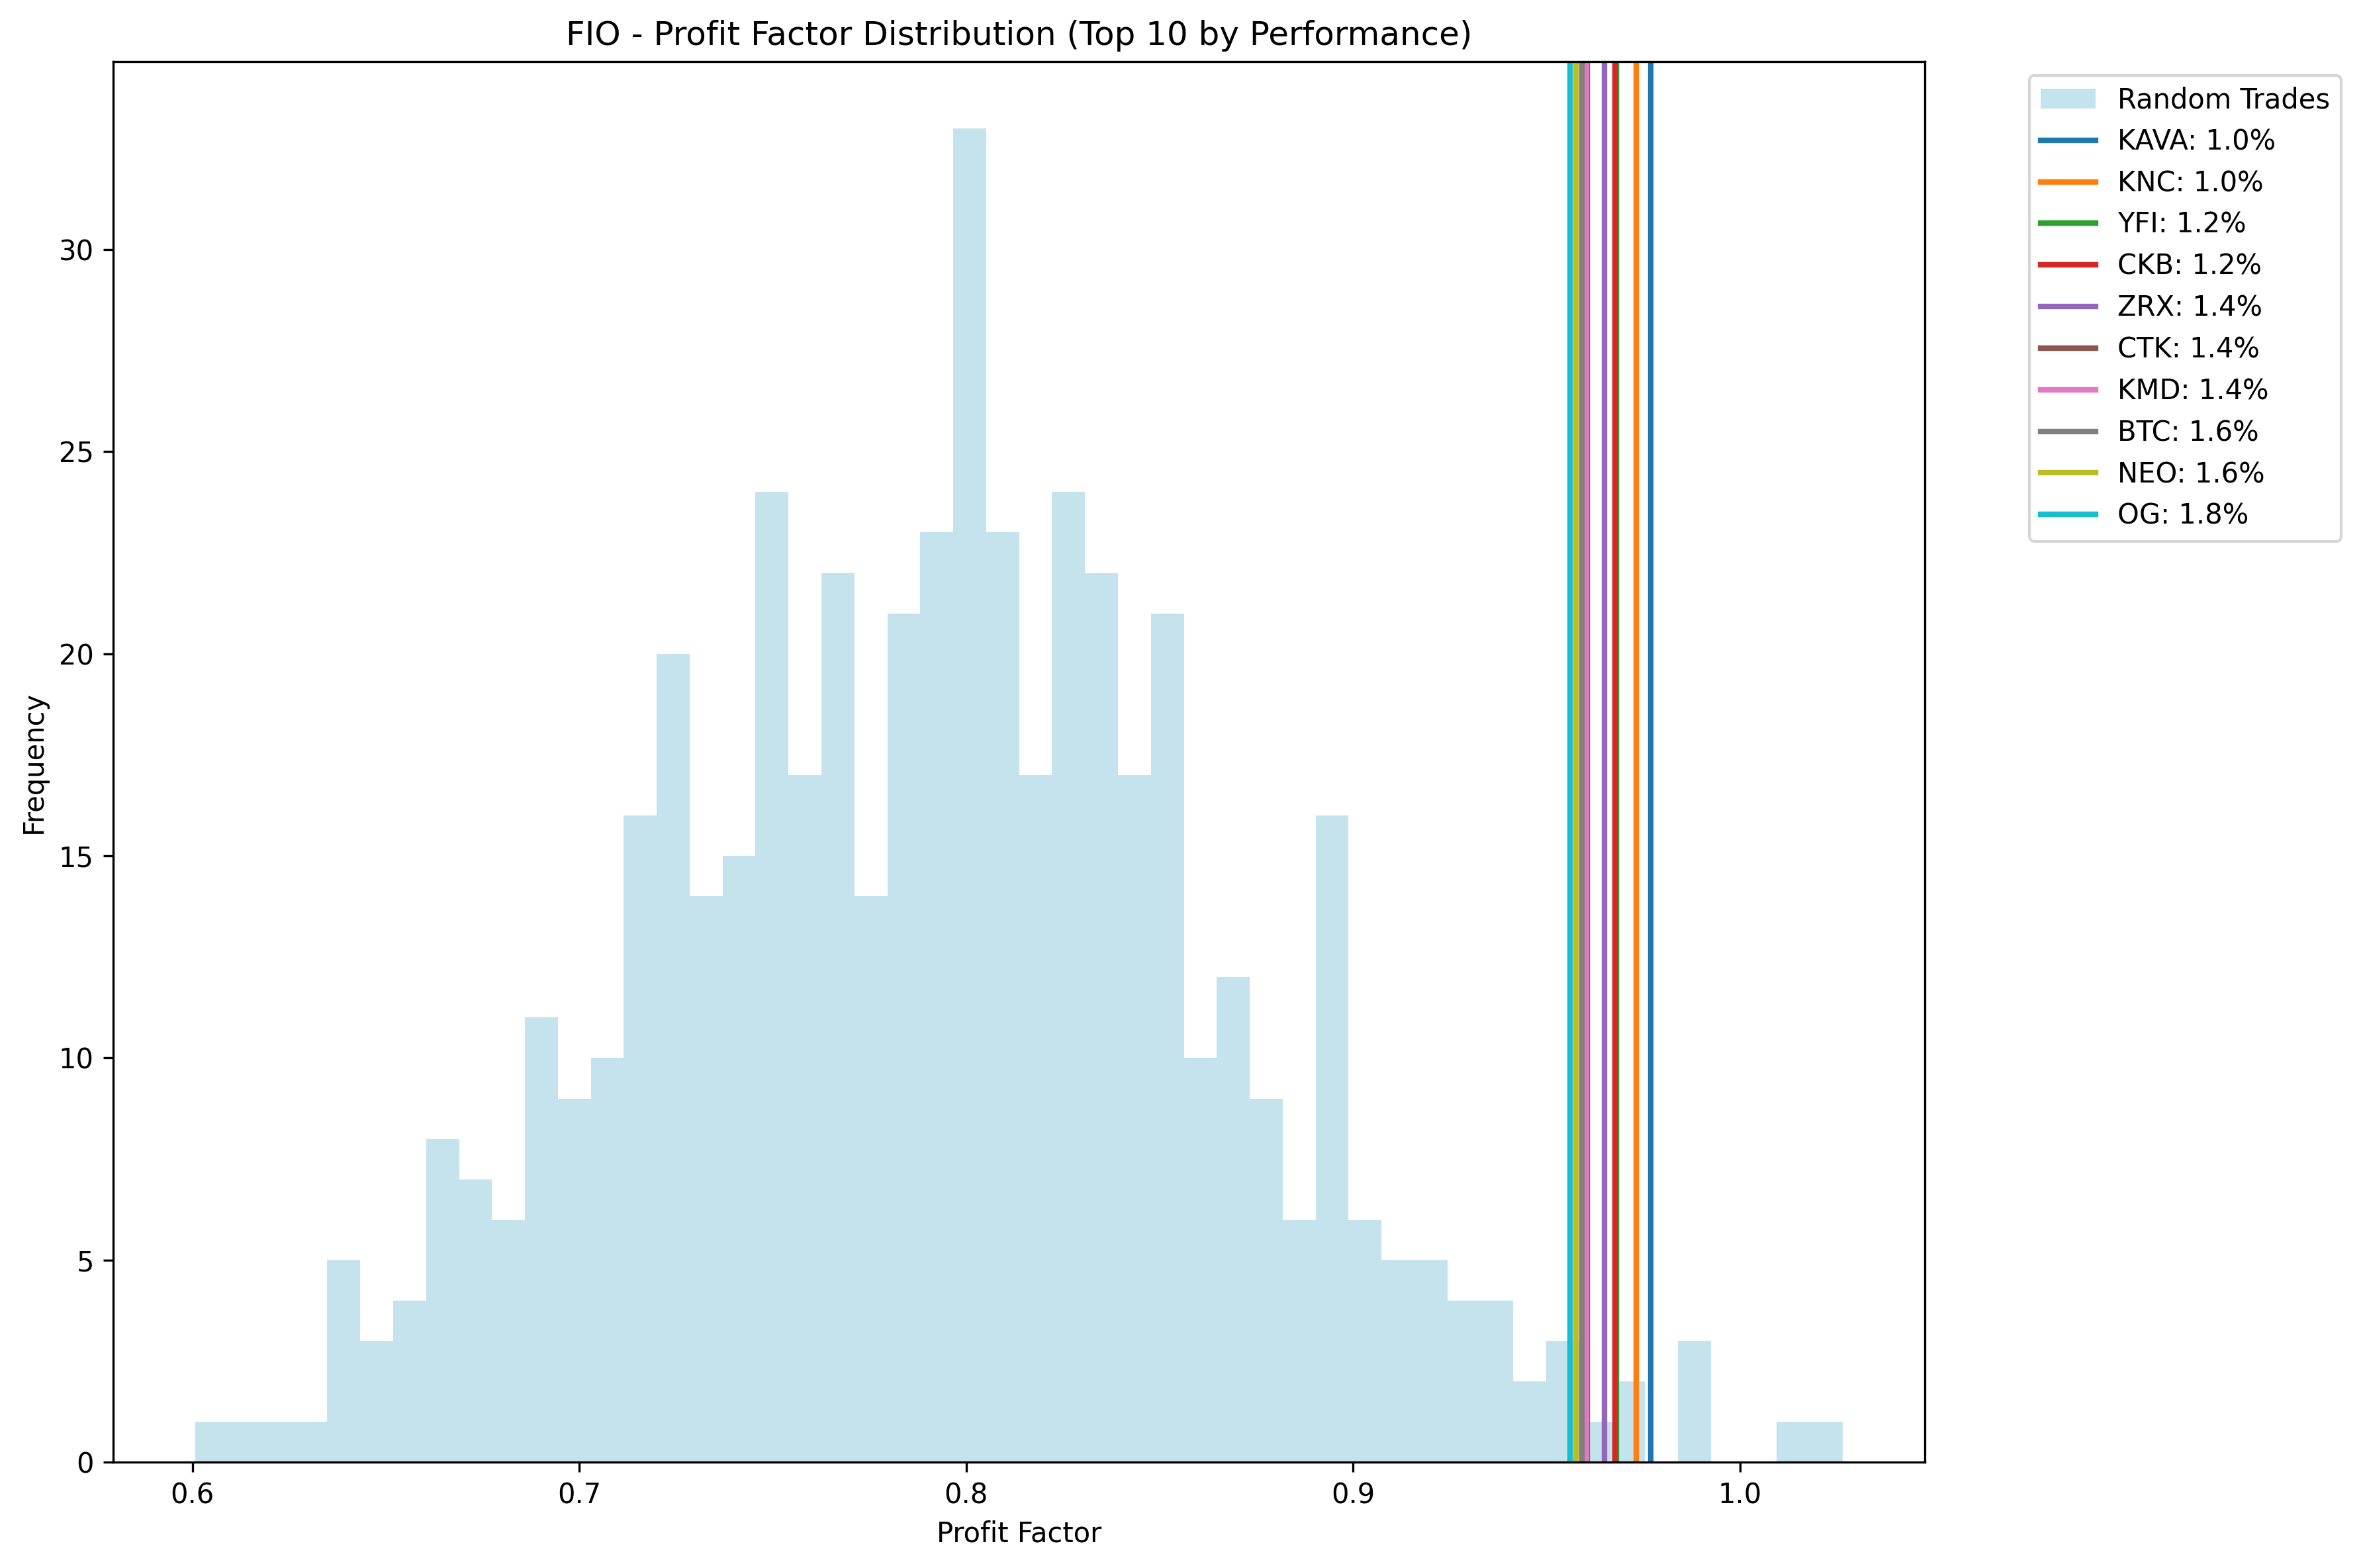 FIO - Profit Factor Distribution (Top 10 by Performance)
Random Trades
KAVA: 1.0%
KNC: 1.0%
YFI: 1.2%
CKB: 1.2%
ZRX: 1.4%
CTK: 1.4%
KMD: 1.4%
BTC: 1.6%
NEO: 1.6%
OG: 1.8%
Frequency
30
25
20
15
10
5
0
0.6
0.7
0.8
0.9
1.0
Profit Factor